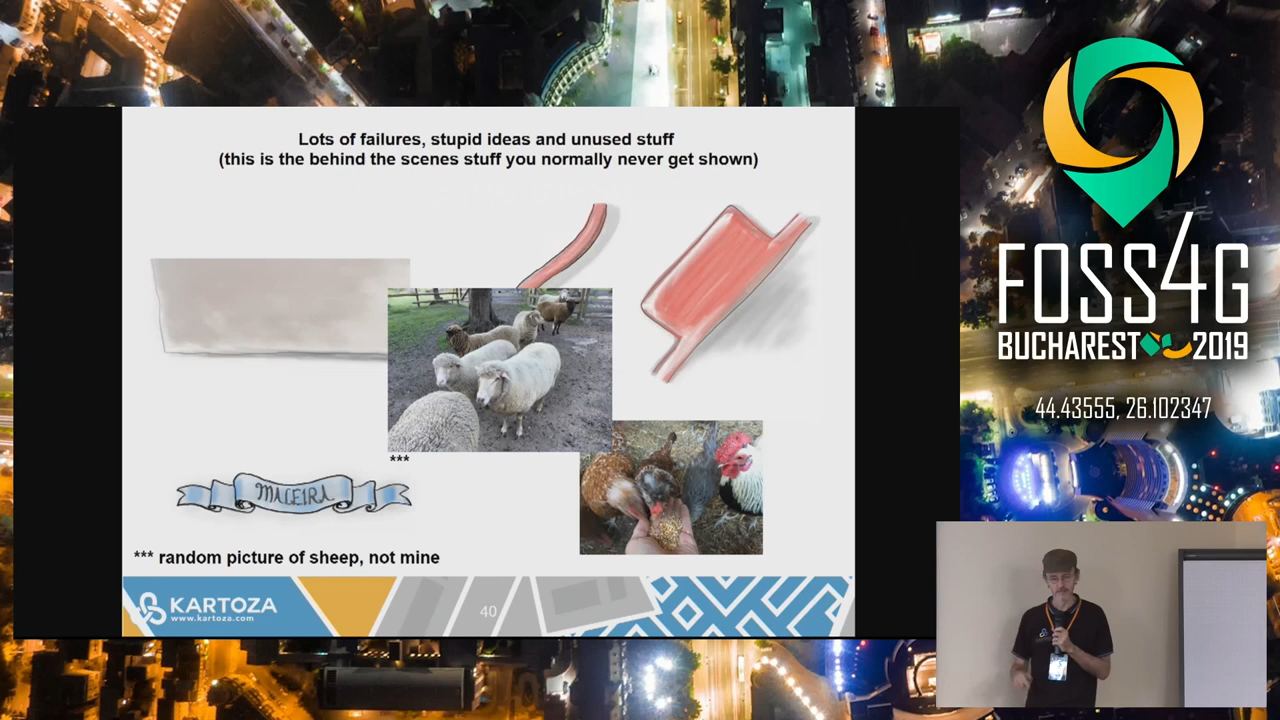 Lots of failures, stupid ideas and unused stuff
(this is the behind the scenes stuff you normally never get shown)
***
MACEIRA
*** random picture of sheep, not mine
KARTOZA
www.kartoza.com
40
FOSS4G
BUCHAREST 2019
44.43555, 26.102347